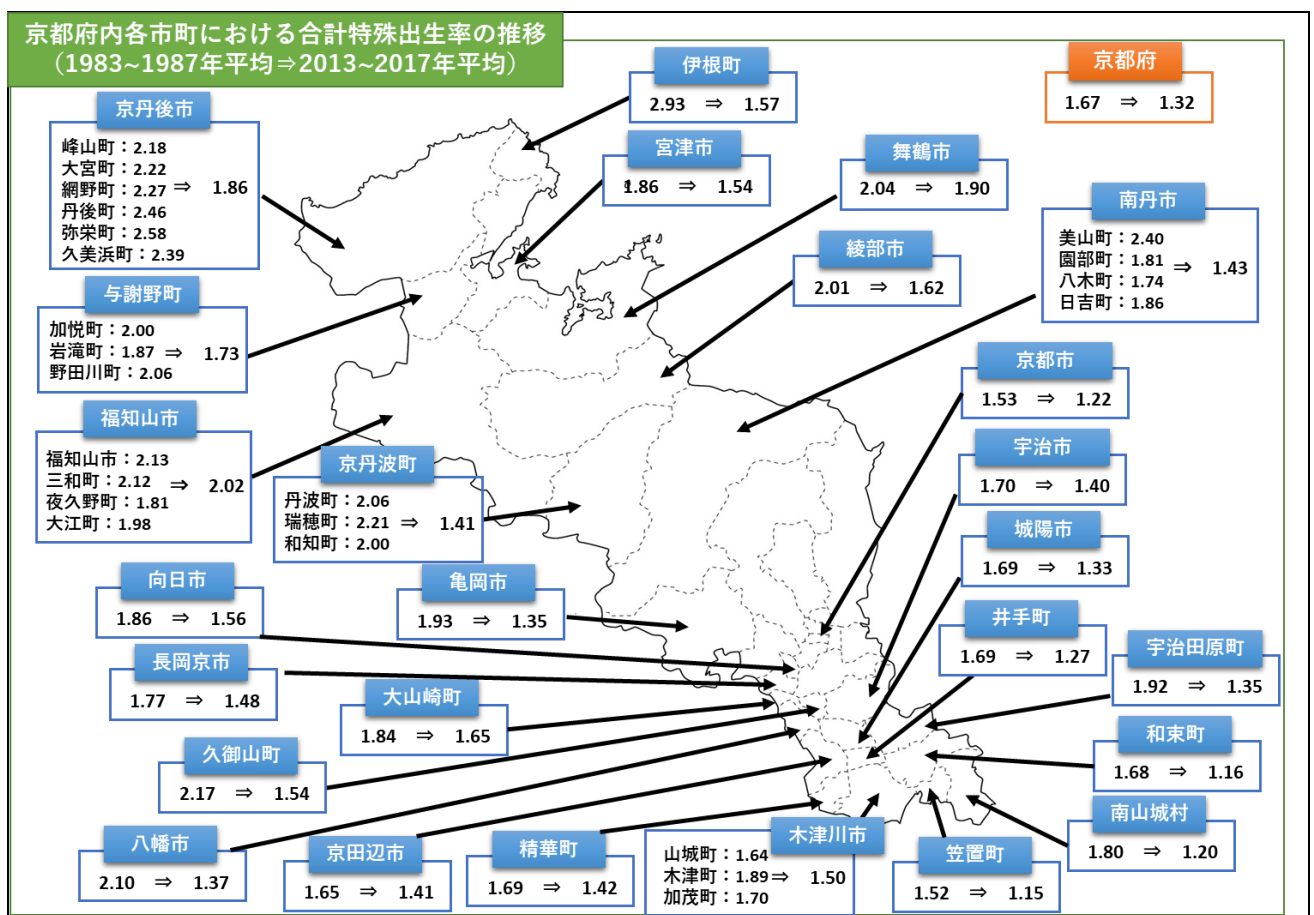 京都府内各市町における合計特殊出生率の推移
（1983~1987年平均⇒2013~2017年平均）
京都府
1.67 ⇒ 1.32
伊根町
2.93 ⇒ 1.57
京丹後市
峰山町：2.18
大宮町：2.22
網野町：2.27 ⇒ 1.86
丹後町：2.46
弥栄町：2.58
久美浜町：2.39
宮津市
1.86 ⇒ 1.54
舞鶴市
2.04 ⇒ 1.90
南丹市
美山町：2.40
園部町：1.81
八木町：1.74 ⇒ 1.43
日吉町：1.86
綾部市
2.01 ⇒ 1.62
与謝野町
加悦町：2.00
岩滝町：1.87 ⇒ 1.73
野田川町：2.06
京都市
1.53 ⇒ 1.22
福知山市
福知山市：2.13
三和町：2.12 ⇒ 2.02
夜久野町：1.81
大江町：1.98
京丹波町
丹波町：2.06
瑞穂町：2.21 ⇒ 1.41
和知町：2.00
宇治市
1.70 ⇒ 1.40
城陽市
1.69 ⇒ 1.33
向日市
1.86 ⇒ 1.56
亀岡市
1.93 ⇒ 1.35
井手町
1.69 ⇒ 1.27
宇治田原町
1.92 ⇒ 1.35
長岡京市
1.77 ⇒ 1.48
大山崎町
1.84 ⇒ 1.65
和束町
1.68 ⇒ 1.16
久御山町
2.17 ⇒ 1.54
南山城村
1.80 ⇒ 1.20
八幡市
2.10 ⇒ 1.37
京田辺市
1.65 ⇒ 1.41
精華町
1.69 ⇒ 1.42
木津川市
山城町：1.64
木津町：1.89⇒ 1.50
加茂町：1.70
笠置町
1.52 ⇒ 1.15